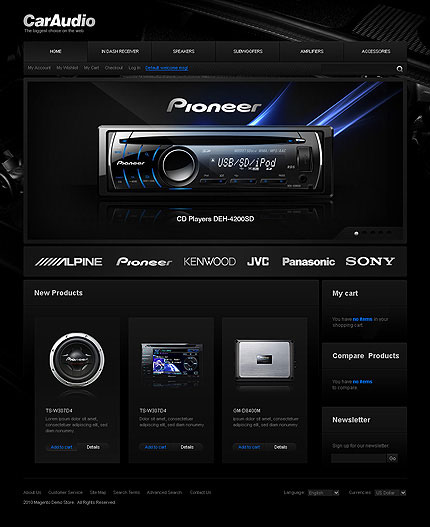 CarAudio
The biggest choice on the web
HOME IN DASH RECEIVER SPEAKERS SUBWOOFERS AMPLIFIERS ACCESSORIES
My Account My Wishlist My Cart Checkout Log In Default welcome msg!
Pioneer
Pioneer
USB/SD/iPod
CD Players DEH-4200SD
ALPINE Pioneer KENWOOD JVC Panasonic SONY
New Products
TS-W307D4
Lorem dolor sit amet, consectetuer adipiscing elit, sed diam nonummy
Add to cart Details
TS-W307D4
Dolor sit amet, consectetuer adipiscing elit, sed diam nonummy
Add to cart Details
GM-D8400M
Ipsum dolor sit amet, consectetuer adipiscing elit, sed diam nonummy
Add to cart Details
My cart
You have no items in your
shopping cart.
Compare Products
You have no items
to compare.
Newsletter
Sign up for our newsletter:
Go
About Us Customer Service Site Map Search Terms Advanced Search Contact Us
Language: English Currencies: US Dollar
2010 Magento Demo Store. All Rights Reserved.